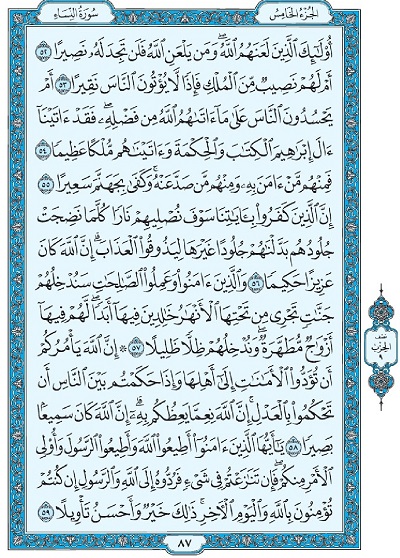 الجزء الخامس
سورة النساء
أُوْلَٰٓئِكَ ٱلَّذِينَ لَعَنَهُمُ ٱللَّهُۖ وَمَن يَلْعَنِ ٱللَّهُ فَلَن تَجِدَ لَهُۥ نَصِيرًا ٥٢
أَمْ لَهُمْ نَصِيبٌ مِّنَ ٱلْمُلْكِ فَإِذًا لَّا يُؤْتُونَ ٱلنَّاسَ نَقِيرًا ٥٣ أَمْ
يَحْسُدُونَ ٱلنَّاسَ عَلَىٰ مَآ ءَاتَىٰهُمُ ٱللَّهُ مِن فَضْلِهِۦۖ فَقَدْ ءَاتَيْنَآ
ءَالَ إِبْرَٰهِيمَ ٱلْكِتَٰبَ وَٱلْحِكْمَةَ وَءَاتَيْنَٰهُم مُّلْكًا عَظِيمًا ٥٤
فَمِنْهُم مَّنْ ءَامَنَ بِهِۦ وَمِنْهُم مَّن صَدَّ عَنْهُۚ وَكَفَىٰ بِجَهَنَّمَ سَعِيرًا ٥٥
إِنَّ ٱلَّذِينَ كَفَرُواْ بِـَٔايَٰتِنَا سَوْفَ نُصْلِيهِمْ نَارًا كُلَّمَا نَضِجَتْ
جُلُودُهُم بَدَّلْنَٰهُمْ جُلُودًا غَيْرَهَا لِيَذُوقُواْ ٱلْعَذَابَۗ إِنَّ ٱللَّهَ كَانَ
عَزِيزًا حَكِيمًا ٥٦ وَٱلَّذِينَ ءَامَنُواْ وَعَمِلُواْ ٱلصَّٰلِحَٰتِ سَنُدْخِلُهُمْ
جَنَّٰتٍ تَجْرِي مِن تَحْتِهَا ٱلْأَنْهَٰرُ خَٰلِدِينَ فِيهَآ أَبَدًاۖ لَّهُمْ فِيهَآ
أَزْوَٰجٌ مُّطَهَّرَةٌۖ وَنُدْخِلُهُمْ ظِلًّا ظَلِيلًا ٥٧ ۞ إِنَّ ٱللَّهَ يَأْمُرُكُمْ
أَن تُؤَدُّواْ ٱلْأَمَٰنَٰتِ إِلَىٰٓ أَهْلِهَا وَإِذَا حَكَمْتُم بَيْنَ ٱلنَّاسِ أَن
تَحْكُمُواْ بِٱلْعَدْلِۚ إِنَّ ٱللَّهَ نِعِمَّا يَعِظُكُم بِهِۦٓۗ إِنَّ ٱللَّهَ كَانَ سَمِيعًۢا
بَصِيرًا ٥٨ يَٰٓأَيُّهَا ٱلَّذِينَ ءَامَنُوٓاْ أَطِيعُواْ ٱللَّهَ وَأَطِيعُواْ ٱلرَّسُولَ وَأُوْلِي
ٱلْأَمْرِ مِنكُمْۖ فَإِن تَنَٰزَعْتُمْ فِي شَيْءٍ فَرُدُّوهُ إِلَى ٱللَّهِ وَٱلرَّسُولِ إِن كُنتُمْ
تُؤْمِنُونَ بِٱللَّهِ وَٱلْيَوْمِ ٱلْأٓخِرِۚ ذَٰلِكَ خَيْرٌ وَأَحْسَنُ تَأْوِيلًا ٥٩
نصف
الحزب
٩
٨٧